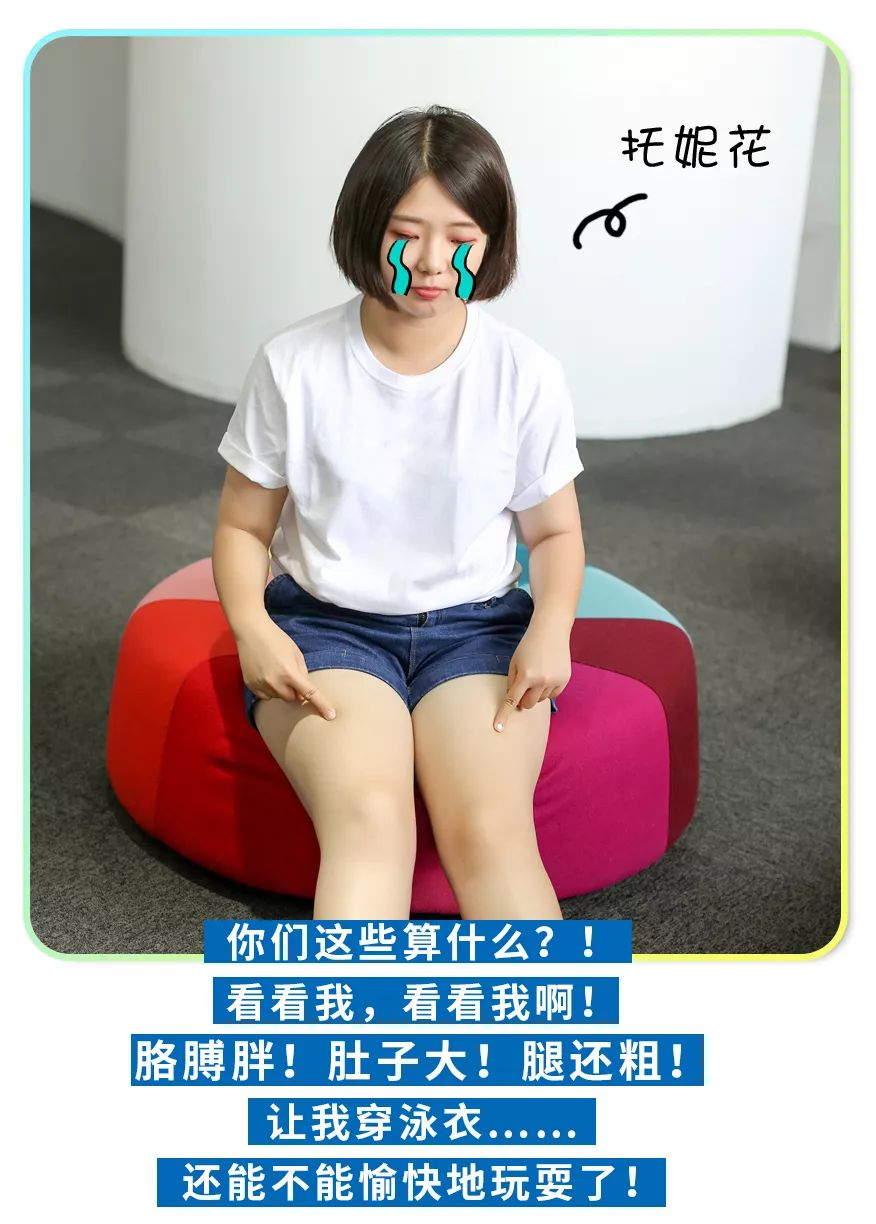 托妮花
你们这些算什么？！
看看我，看看我啊！
胳膊胖！肚子大！腿还粗！
让我穿泳衣……
还能不能愉快地玩耍了！